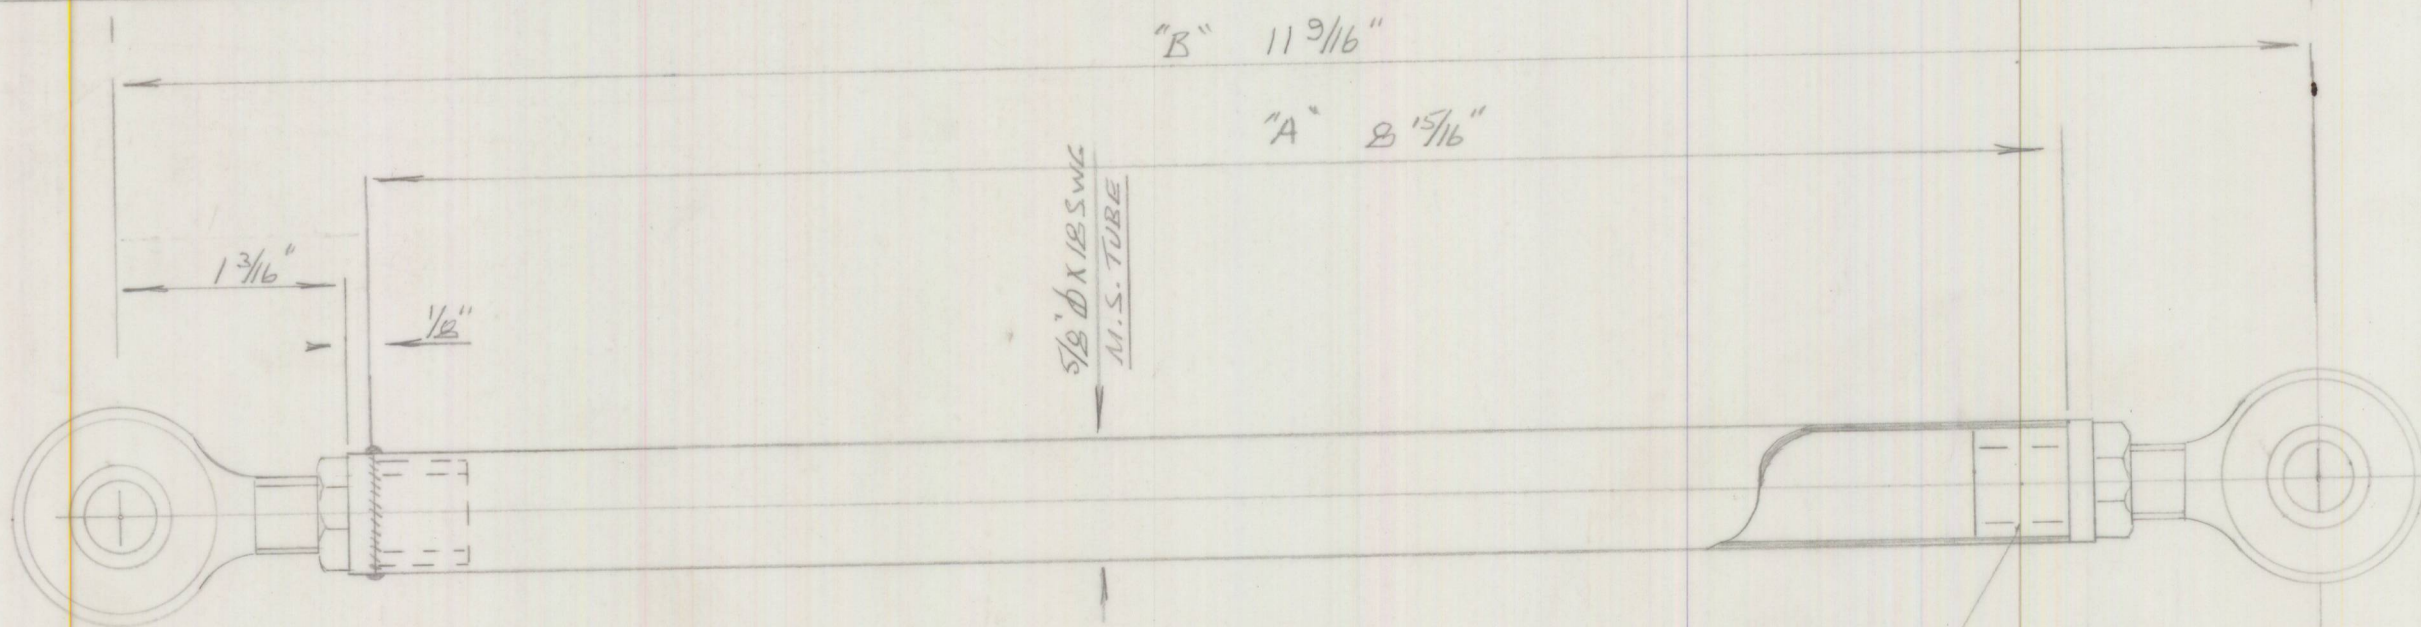 "B" 11 9/16"
"A" 8 15/16"
1 3/16"
1/8"
5/8" Ø X 18 SWG
M.S. TUBE